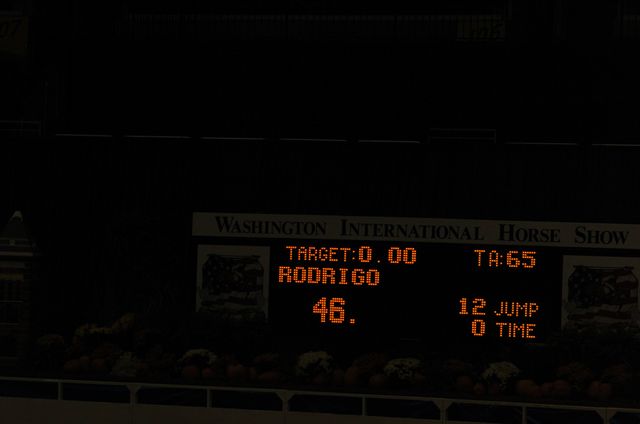 WASHINGTON INTERNATIONAL HORSE SHOW
TARGET:0.00 TA:65
RODRIGO
46. 12 JUMP
0 TIME